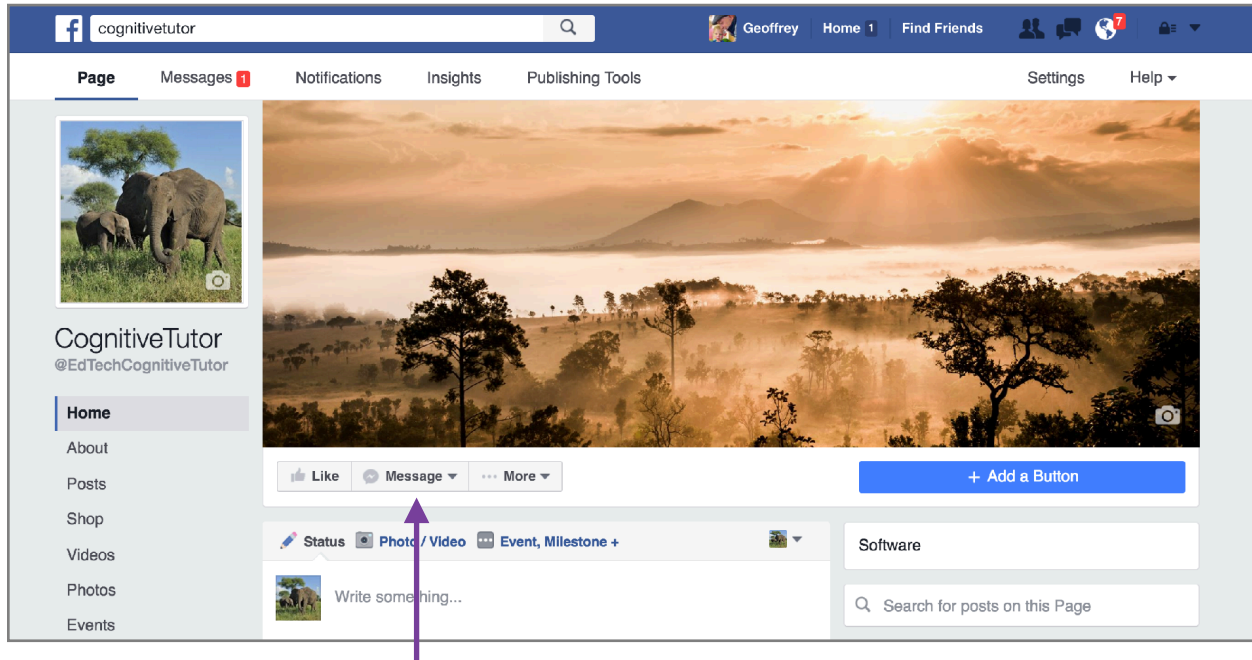 f cognitivetutor Geoffrey Home 1 Find Friends 7
Page Messages 1 Notifications Insights Publishing Tools Settings Help
CognitiveTutor
@EdTechCognitiveTutor
Home
About
Posts
Shop
Videos
Photos
Events
Like Message More + Add a Button
Status Photo / Video Event, Milestone +
Write something...
Software
Search for posts on this Page